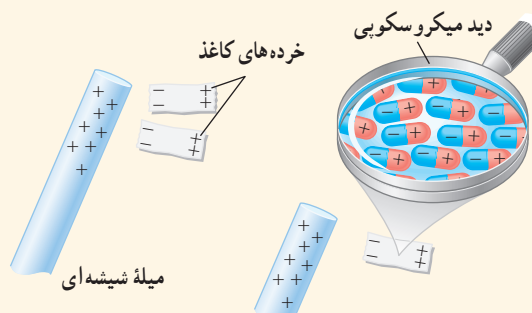 دید میکروسکوپی
خرده‌های کاغذ
میلهٔ شیشه‌ای